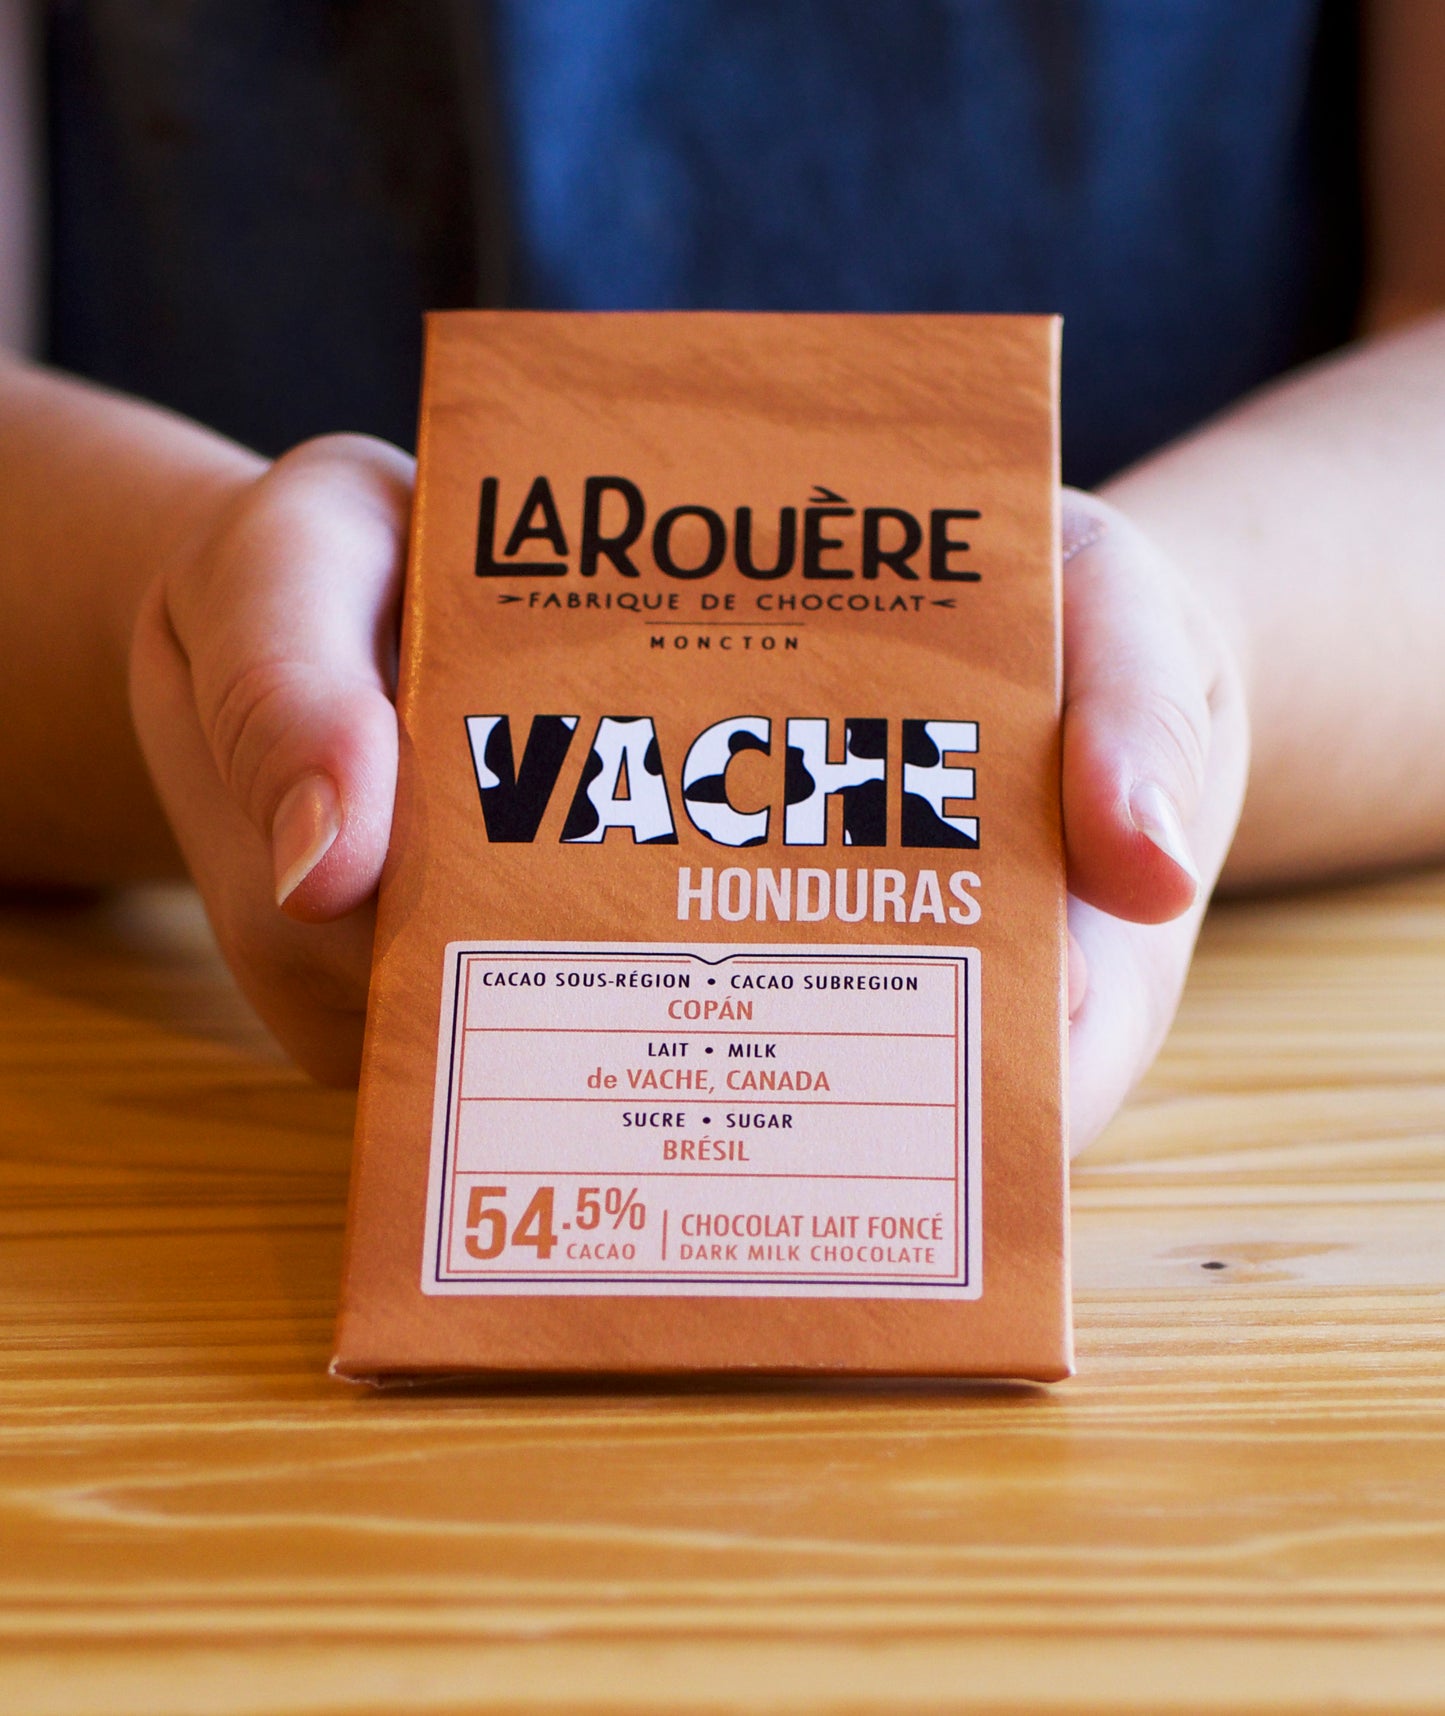 LAROUÈRE
FABRIQUE DE CHOCOLAT
MONCTON
VACHE
HONDURAS
CACAO SOUS-RÉGION • CACAO SUBREGION
COPÁN
LAIT • MILK
de VACHE, CANADA
SUCRE • SUGAR
BRÉSIL
54.5% CACAO
CHOCOLAT LAIT FONCÉ
DARK MILK CHOCOLATE